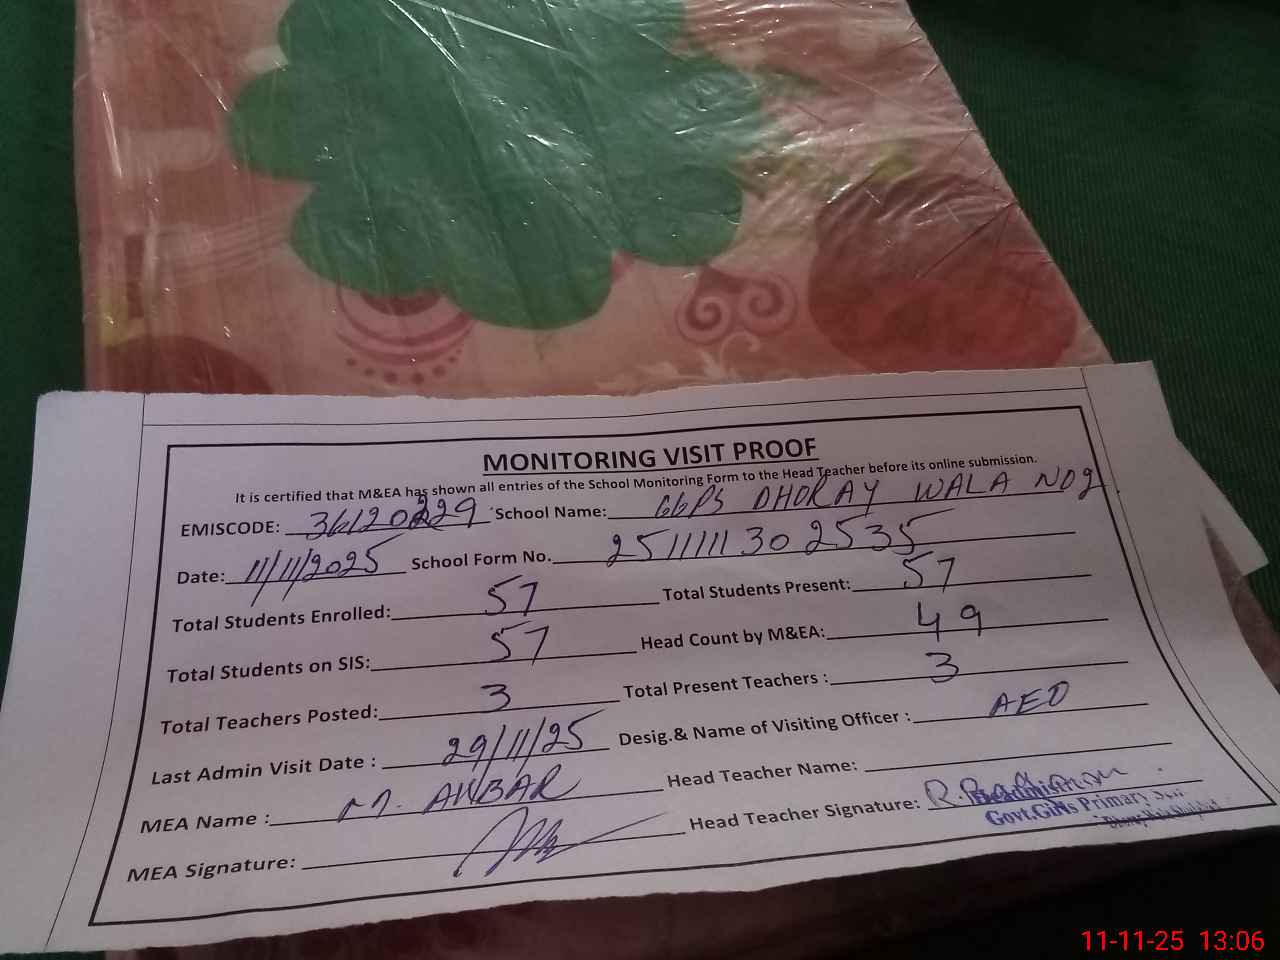 MONITORING VISIT PROOF
It is certified that M&EA has shown all entries of the School Monitoring Form to the Head Teacher before its online submission.
EMISCODE: 36120229 School Name: GGPS DHORAY WALA NO2
Date: 11/11/2025 School Form No. 2511111302535
Total Students Enrolled: 57 Total Students Present: 57
Total Students on SIS: 57 Head Count by M&EA: 49
Total Teachers Posted: 3 Total Present Teachers : 3
Last Admin Visit Date : 29/11/25 Desig.& Name of Visiting Officer : AEO
MEA Name : M. AKBAR Head Teacher Name:
MEA Signature: Head Teacher Signature:
Govt.Girls Primary
11-11-25 13:06